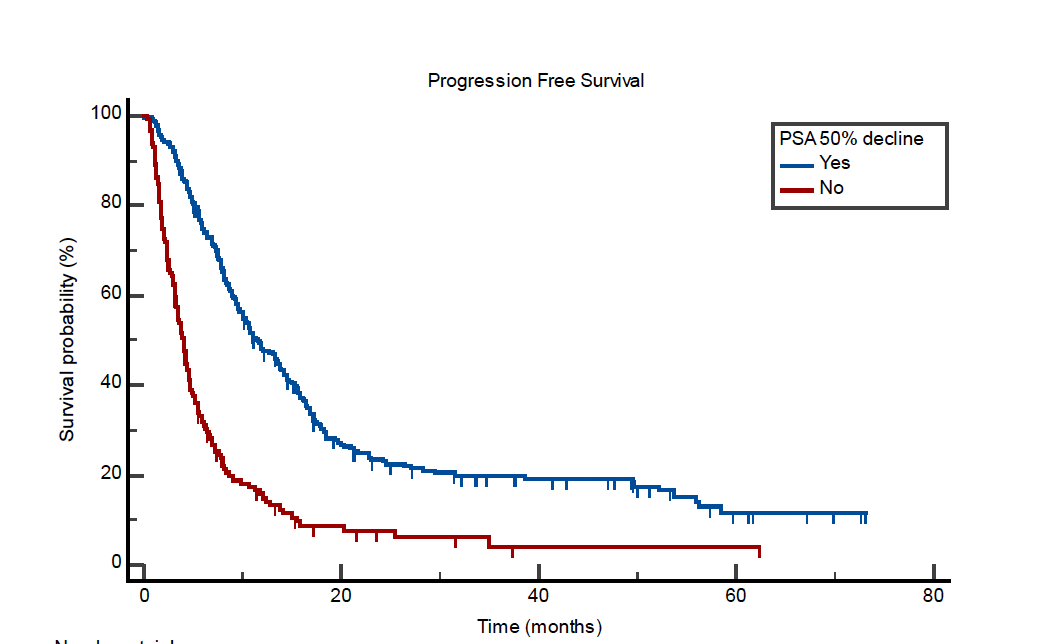 Progression Free Survival
PSA 50% decline
Yes
No
Survival probability (%)
100
80
60
40
20
0
0 20 40 60 80
Time (months)